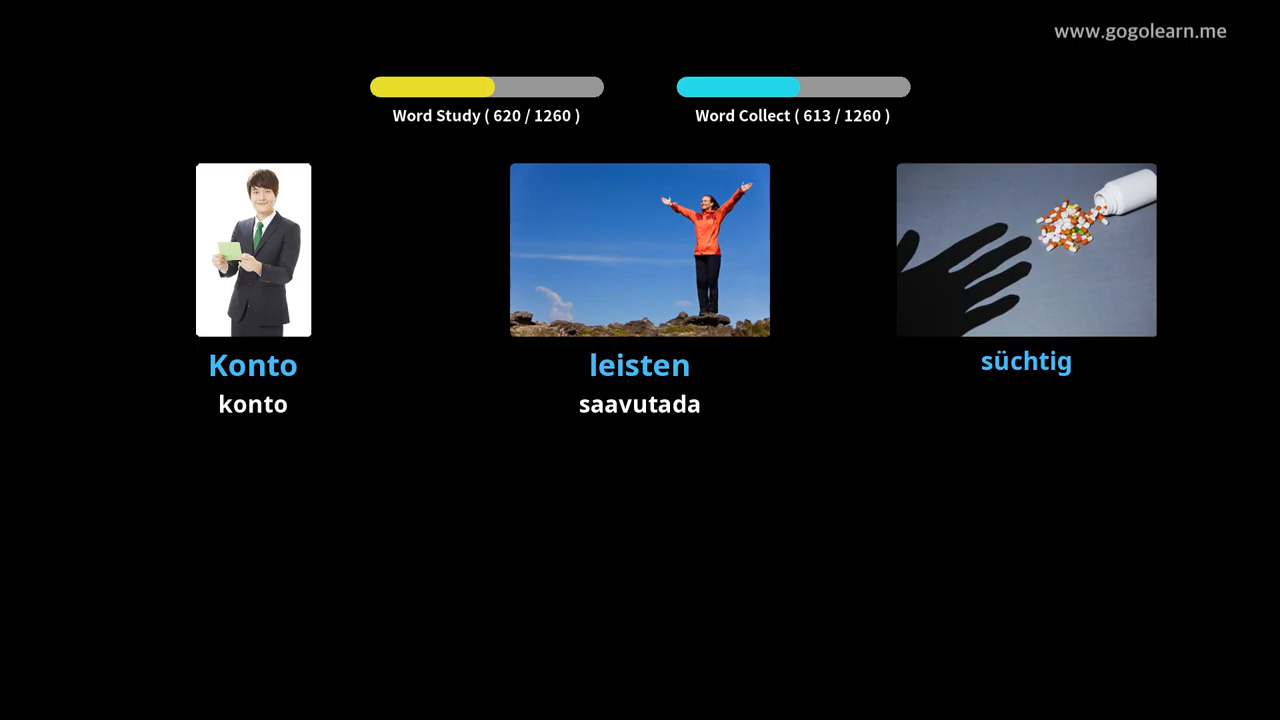 www.gogolearn.me
Word Study ( 620 / 1260 )
Word Collect ( 613 / 1260 )
Konto
konto
leisten
saavutada
süchtig